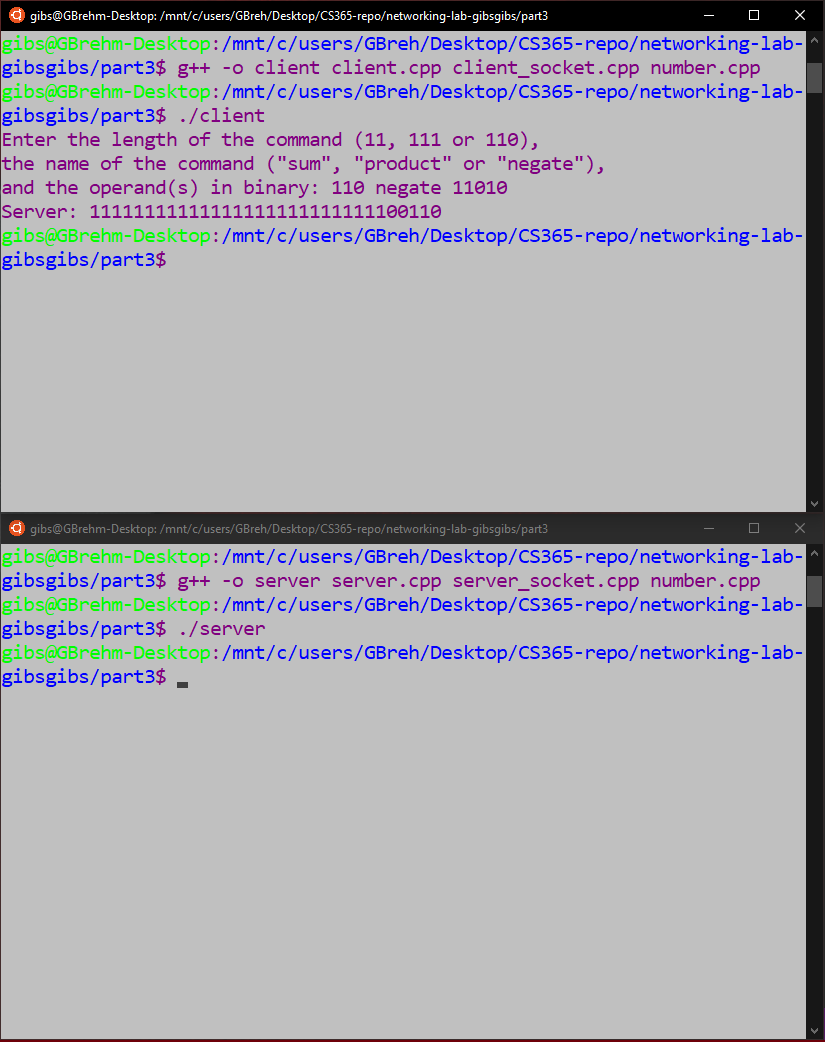 gibs@GBrehm-Desktop: /mnt/c/users/GBreh/Desktop/CS365-repo/networking-lab-gibsgibs/part3
gibs@GBrehm-Desktop:/mnt/c/users/GBreh/Desktop/CS365-repo/networking-lab-
gibsgibs/part3$ g++ -o client client.cpp client_socket.cpp number.cpp
gibs@GBrehm-Desktop:/mnt/c/users/GBreh/Desktop/CS365-repo/networking-lab-
gibsgibs/part3$ ./client
Enter the length of the command (11, 111 or 110),
the name of the command ("sum", "product" or "negate"),
and the operand(s) in binary: 110 negate 11010
Server: 11111111111111111111111111100110
gibs@GBrehm-Desktop:/mnt/c/users/GBreh/Desktop/CS365-repo/networking-lab-
gibsgibs/part3$
gibs@GBrehm-Desktop: /mnt/c/users/GBreh/Desktop/CS365-repo/networking-lab-gibsgibs/part3
gibs@GBrehm-Desktop:/mnt/c/users/GBreh/Desktop/CS365-repo/networking-lab-
gibsgibs/part3$ g++ -o server server.cpp server_socket.cpp number.cpp
gibs@GBrehm-Desktop:/mnt/c/users/GBreh/Desktop/CS365-repo/networking-lab-
gibsgibs/part3$ ./server
gibs@GBrehm-Desktop:/mnt/c/users/GBreh/Desktop/CS365-repo/networking-lab-
gibsgibs/part3$